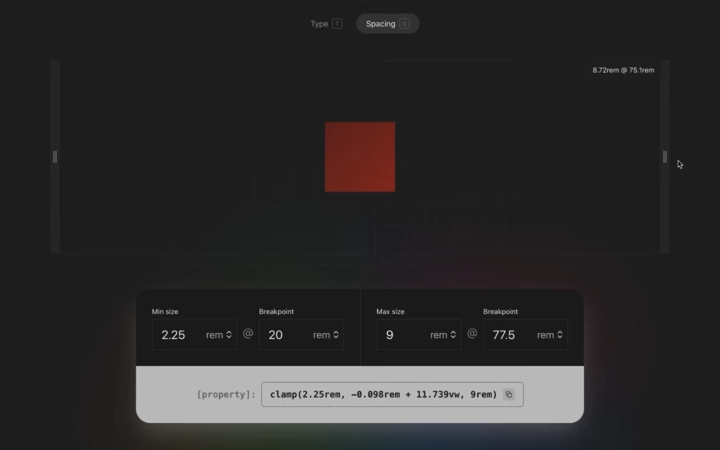 Type T Spacing S
8.72rem @ 75.1rem
Min size Breakpoint Max size Breakpoint
2.25 rem @ 20 rem 9 rem @ 77.5 rem
[property]: clamp(2.25rem, −0.098rem + 11.739vw, 9rem)